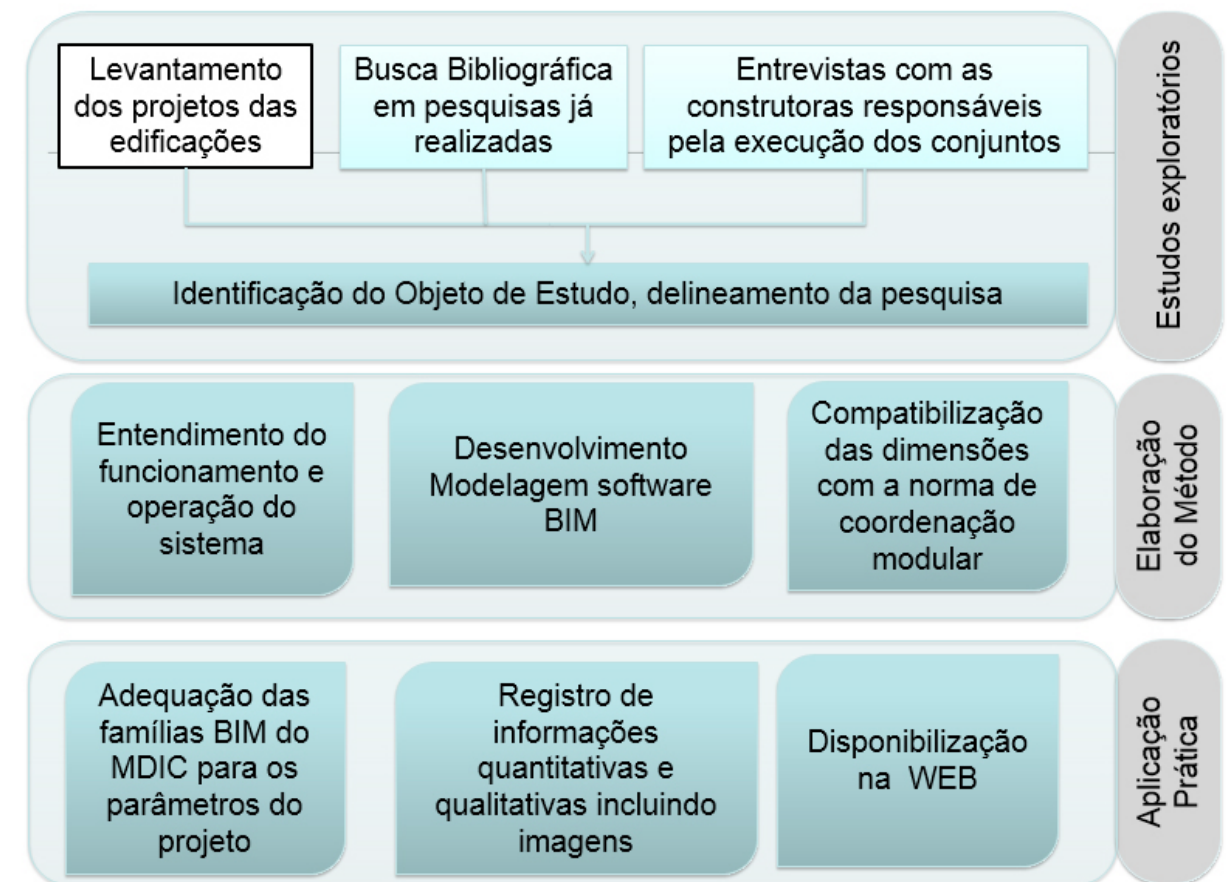 Levantamento
dos projetos das
edificações
Busca Bibliográfica
em pesquisas já
realizadas
Entrevistas com as
construtoras responsáveis
pela execução dos conjuntos
Identificação do Objeto de Estudo, delineamento da pesquisa
Estudos exploratórios
Entendimento do
funcionamento e
operação do
sistema
Desenvolvimento
Modelagem software
BIM
Compatibilização
das dimensões
com a norma de
coordenação
modular
Elaboração
do Método
Adequação das
famílias BIM do
MDIC para os
parâmetros do
projeto
Registro de
informações
quantitativas e
qualitativas incluindo
imagens
Disponibilização
na WEB
Aplicação
Prática